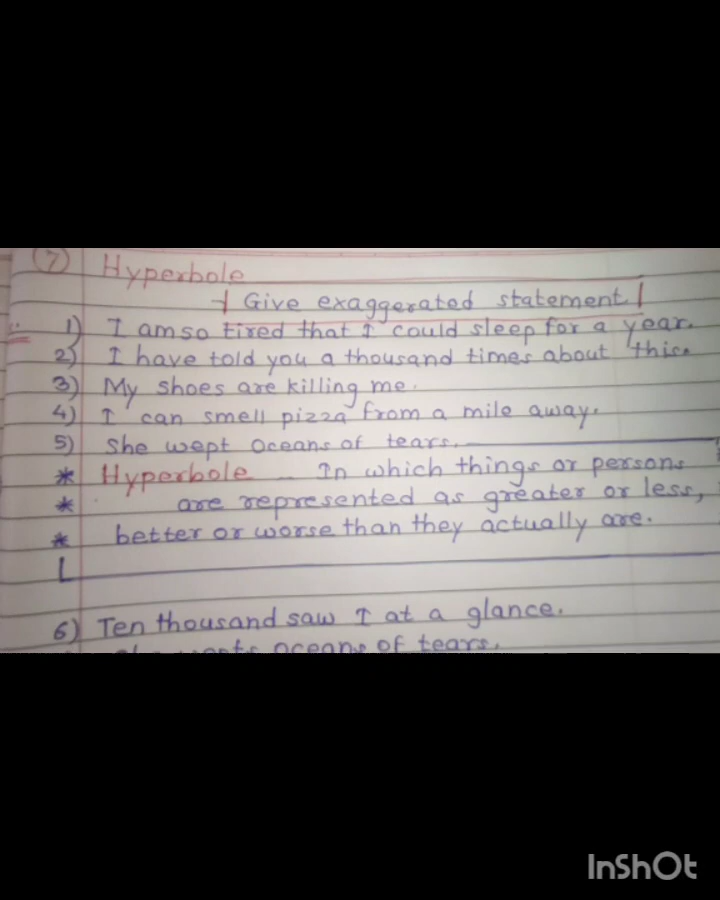 7 Hyperbole
Give exaggerated statement
1) I am so tired that I could sleep for a year.
2) I have told you a thousand times about this.
3) My shoes are killing me.
4) I can smell pizza from a mile away.
5) She wept oceans of tears.
* Hyperbole _ In which things or persons
* are represented as greater or less,
* better or worse than they actually are.
6) Ten thousand saw I at a glance.
oceans of tears.
InShOt